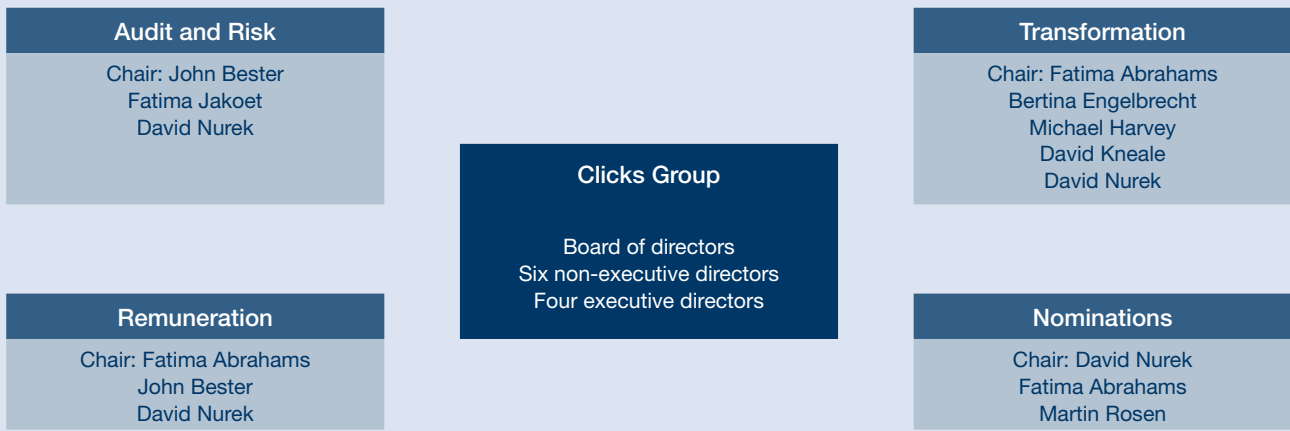 Audit and Risk
Chair: John Bester
Fatima Jakoet
David Nurek
Transformation
Chair: Fatima Abrahams
Bertina Engelbrecht
Michael Harvey
David Kneale
David Nurek
Clicks Group
Board of directors
Six non-executive directors
Four executive directors
Remuneration
Chair: Fatima Abrahams
John Bester
David Nurek
Nominations
Chair: David Nurek
Fatima Abrahams
Martin Rosen